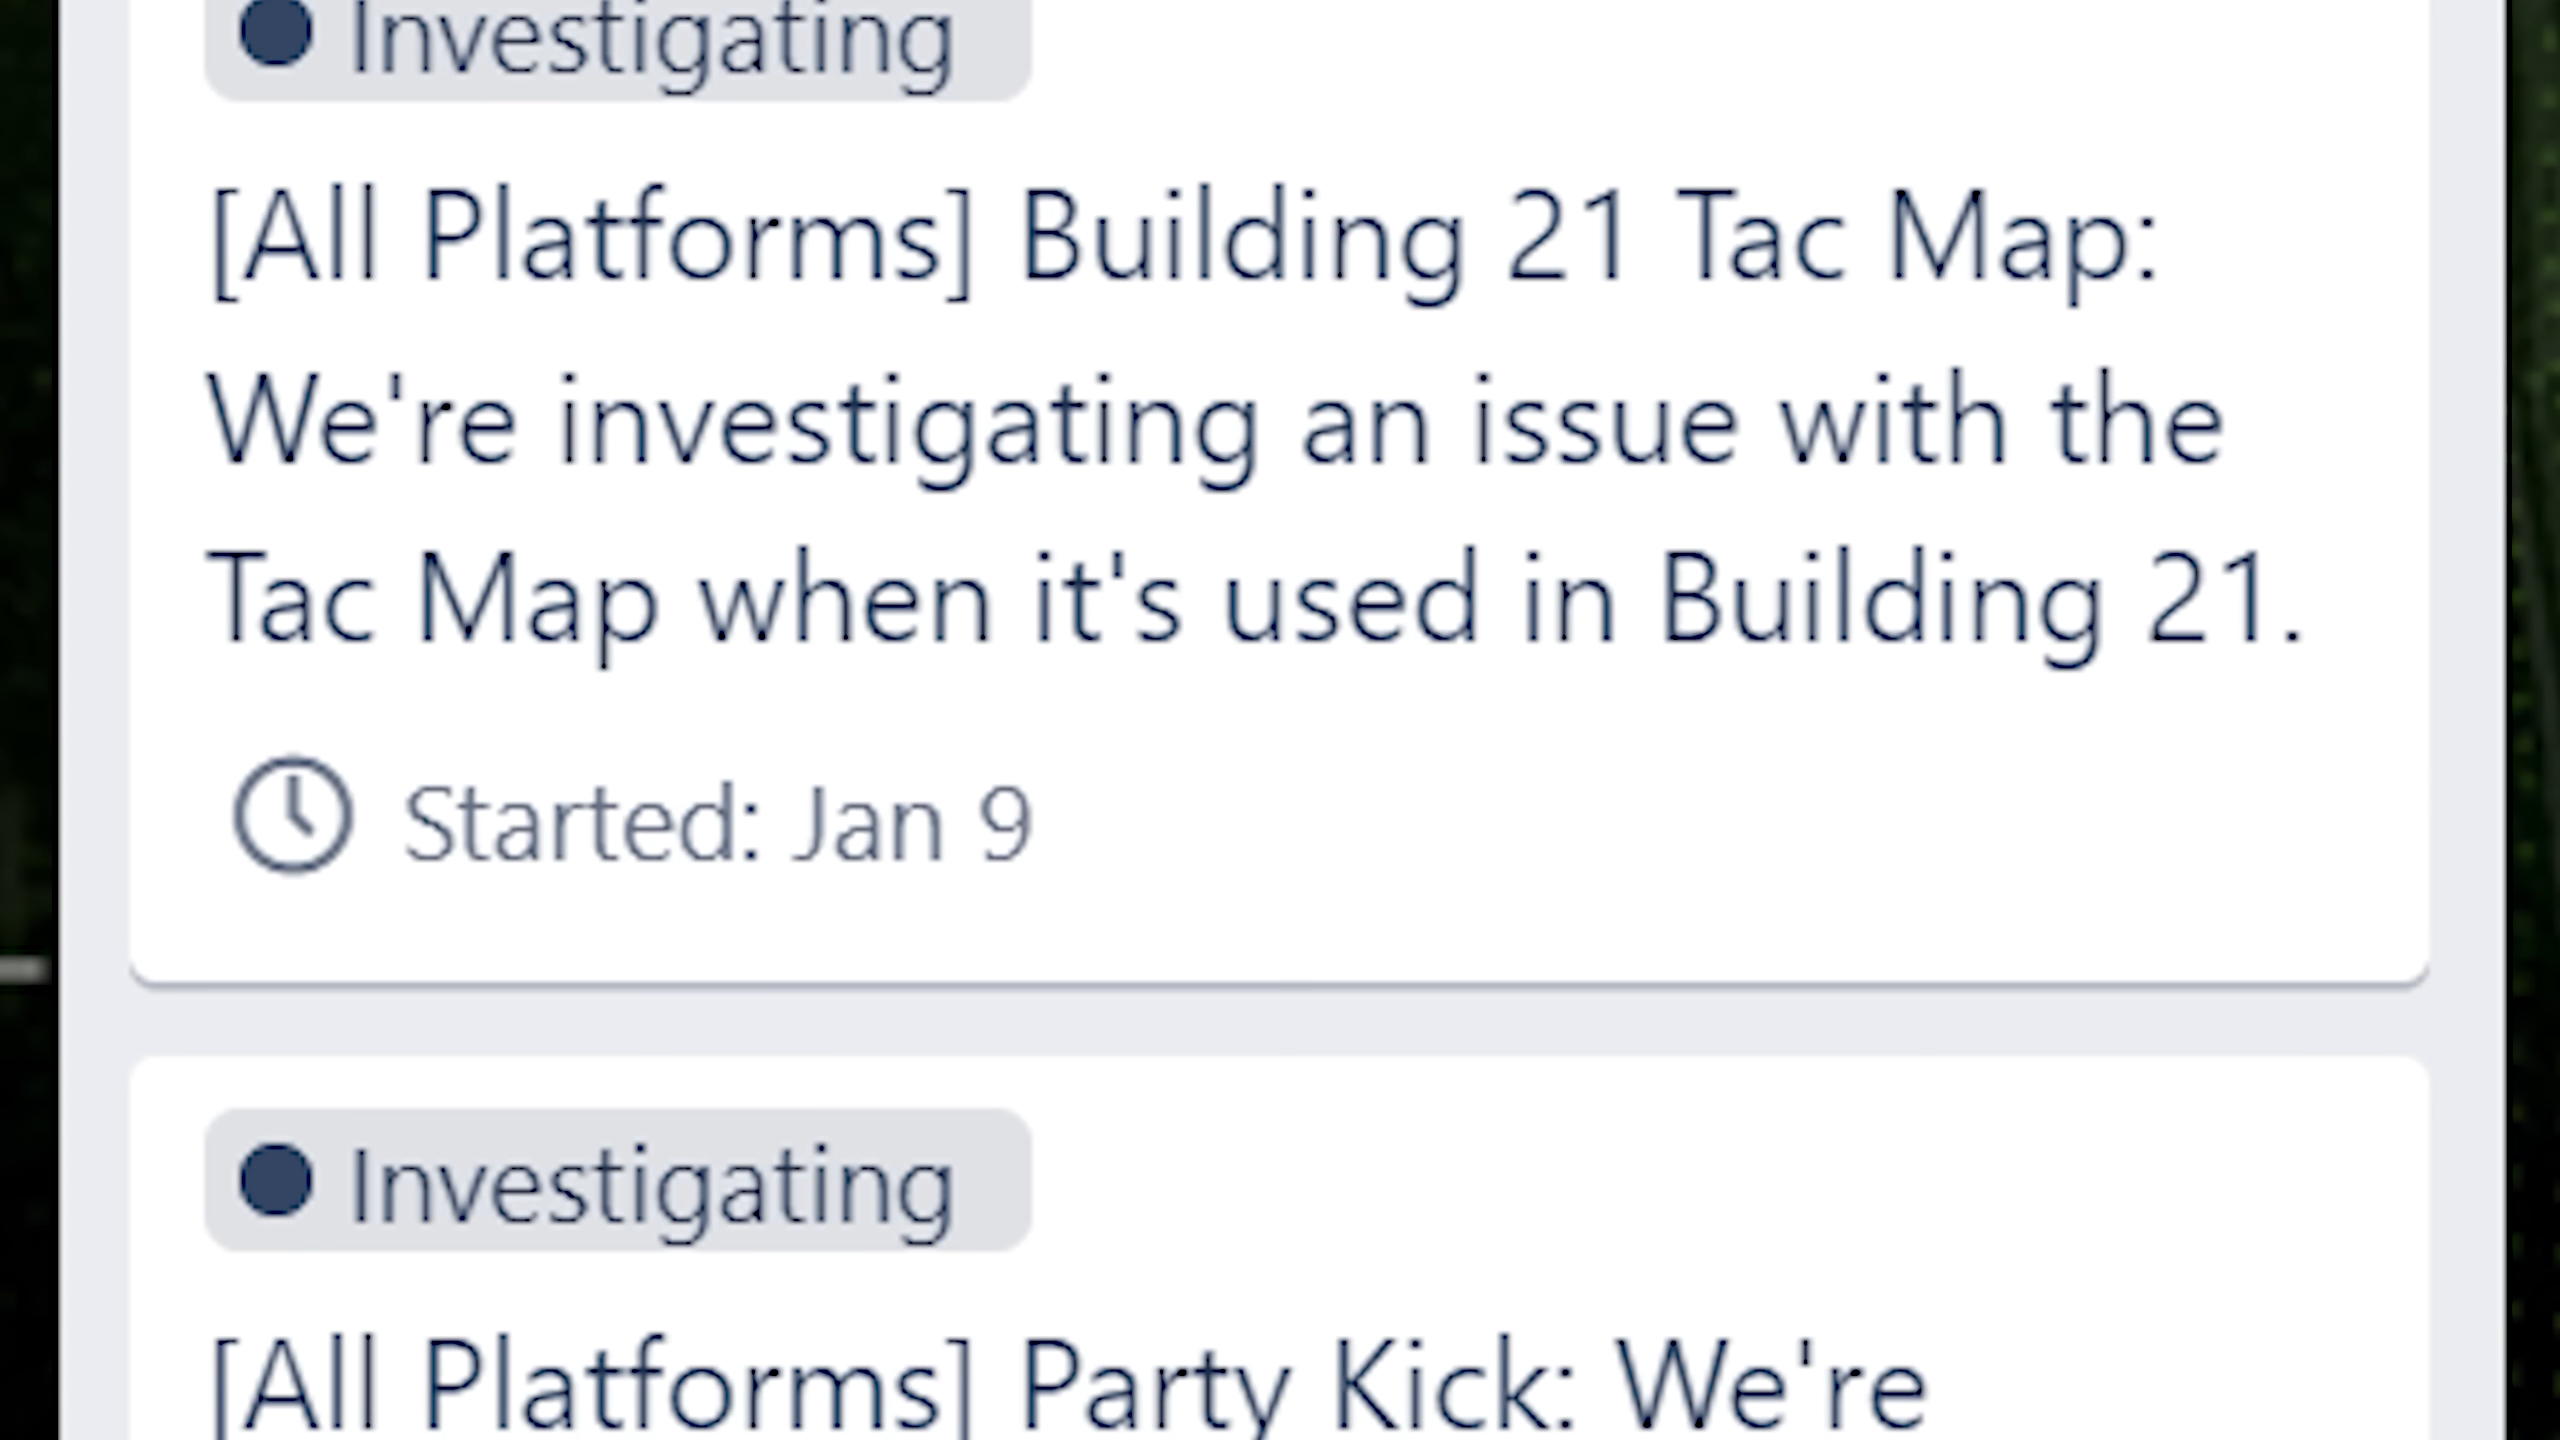 Investigating
[All Platforms] Building 21 Tac Map:
We're investigating an issue with the
Tac Map when it's used in Building 21.
Started: Jan 9
Investigating
[All Platforms] Party Kick: We're